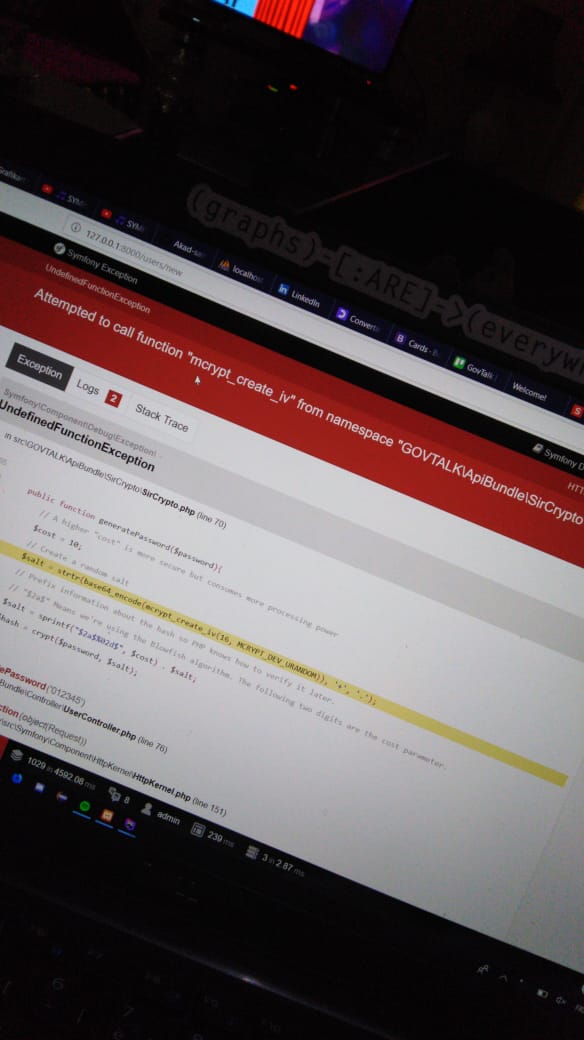 (graphs)-[:ARE]->(everywh
SYM
SYM
Akad-sa
localhos
LinkedIn
Converti
Cards - B
GovTalk
Welcome!
127.0.0.1:8000/users/new
Symfony Exception
Symfony D
UndefinedFunctionException
HTT
Attempted to call function "mcrypt_create_iv" from namespace "GOVTALK\ApiBundle\SirCrypto
Exception
Logs 2
Stack Trace
Symfony\Component\Debug\Exception\
UndefinedFunctionException
in src\GOVTALK\ApiBundle\SirCrypto\SirCrypto.php (line 70)
public function generatePassword($password){
// A higher "cost" is more secure but consumes more processing power
$cost = 10;
// Create a random salt
$salt = strtr(base64_encode(mcrypt_create_iv(16, MCRYPT_DEV_URANDOM)), '+', '.');
// Prefix information about the hash so PHP knows how to verify it later.
// "$2a$" Means we're using the Blowfish algorithm. The following two digits are the cost parameter.
$salt = sprintf("$2a$%02d$", $cost) . $salt;
$hash = crypt($password, $salt);
ePassword('012345')
Bundle\Controller\UserController.php (line 76)
ction(object(Request))
\src\Symfony\Component\HttpKernel\HttpKernel.php (line 151)
1029 in 4592.08 ms
8
admin
239 ms
3 in 2.87 ms